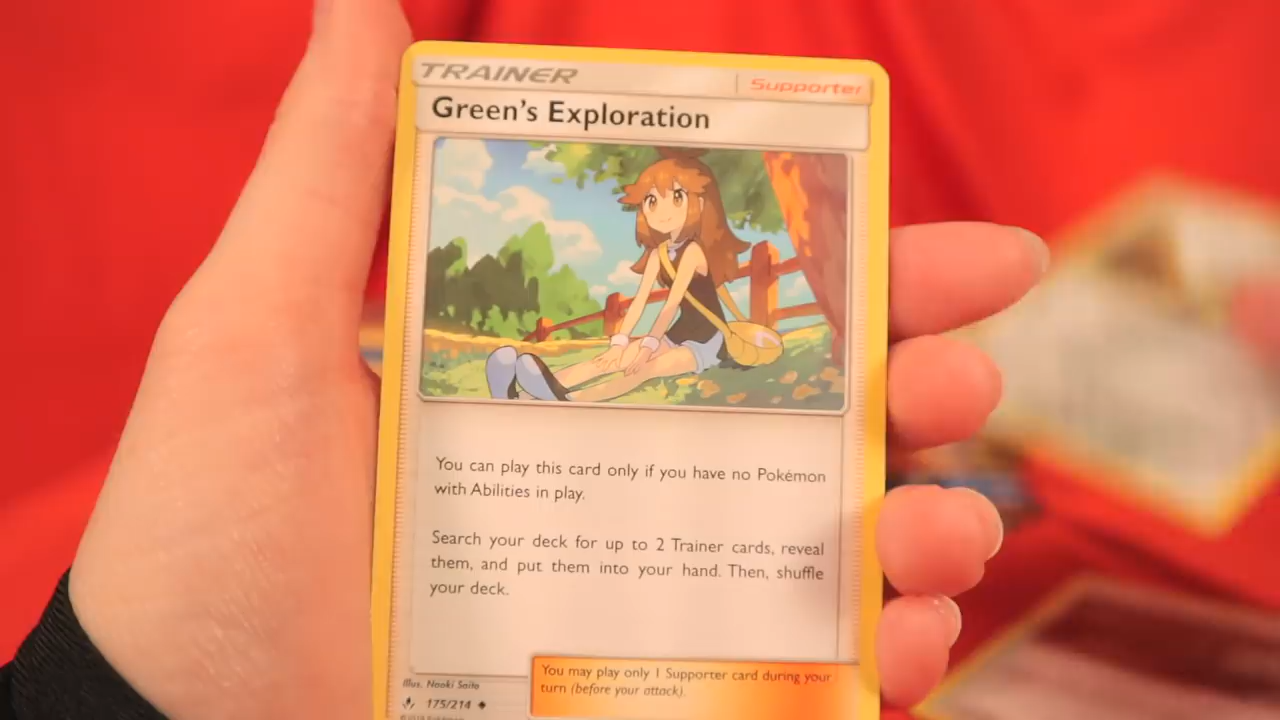 TRAINER
Supporter
Green's Exploration
You can play this card only if you have no Pokémon
with Abilities in play.
Search your deck for up to 2 Trainer cards, reveal
them, and put them into your hand. Then, shuffle
your deck.
You may play only 1 Supporter card during your
turn (before your attack).
Illus. Naoki Saito
175/214